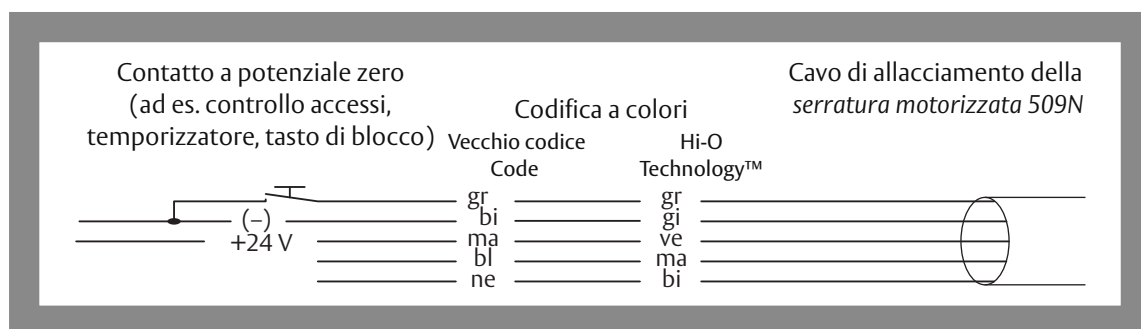 Contatto a potenziale zero
(ad es. controllo accessi,
temporizzatore, tasto di blocco)
Codifica a colori
Vecchio codice
Code
Hi-O
Technology™
Cavo di allacciamento della
serratura motorizzata 509N
gr gr
(–) bi gi
+24 V ma ve
bl ma
ne bi